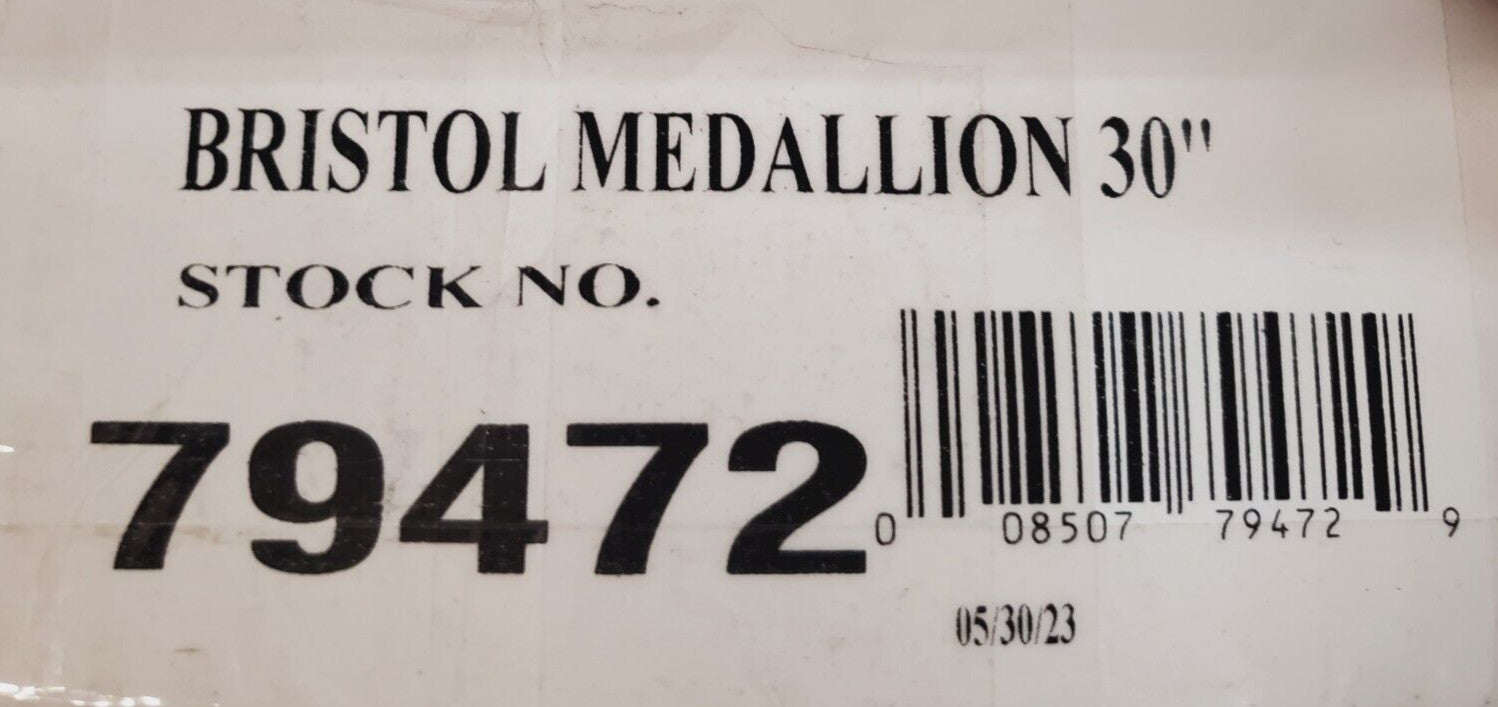 BRISTOL MEDALLION 30"
STOCK NO.
79472
0 08507 79472 9
05/30/23